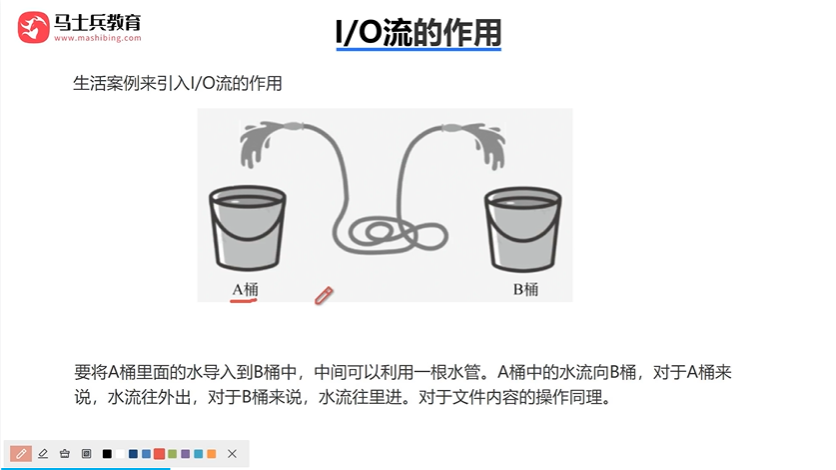 马士兵教育
www.mashibing.com
I/O流的作用
生活案例来引入I/O流的作用
A桶
B桶
要将A桶里面的水导入到B桶中，中间可以利用一根水管。A桶中的水流向B桶，对于A桶来
说，水流往外出，对于B桶来说，水流往里进。对于文件内容的操作同理。